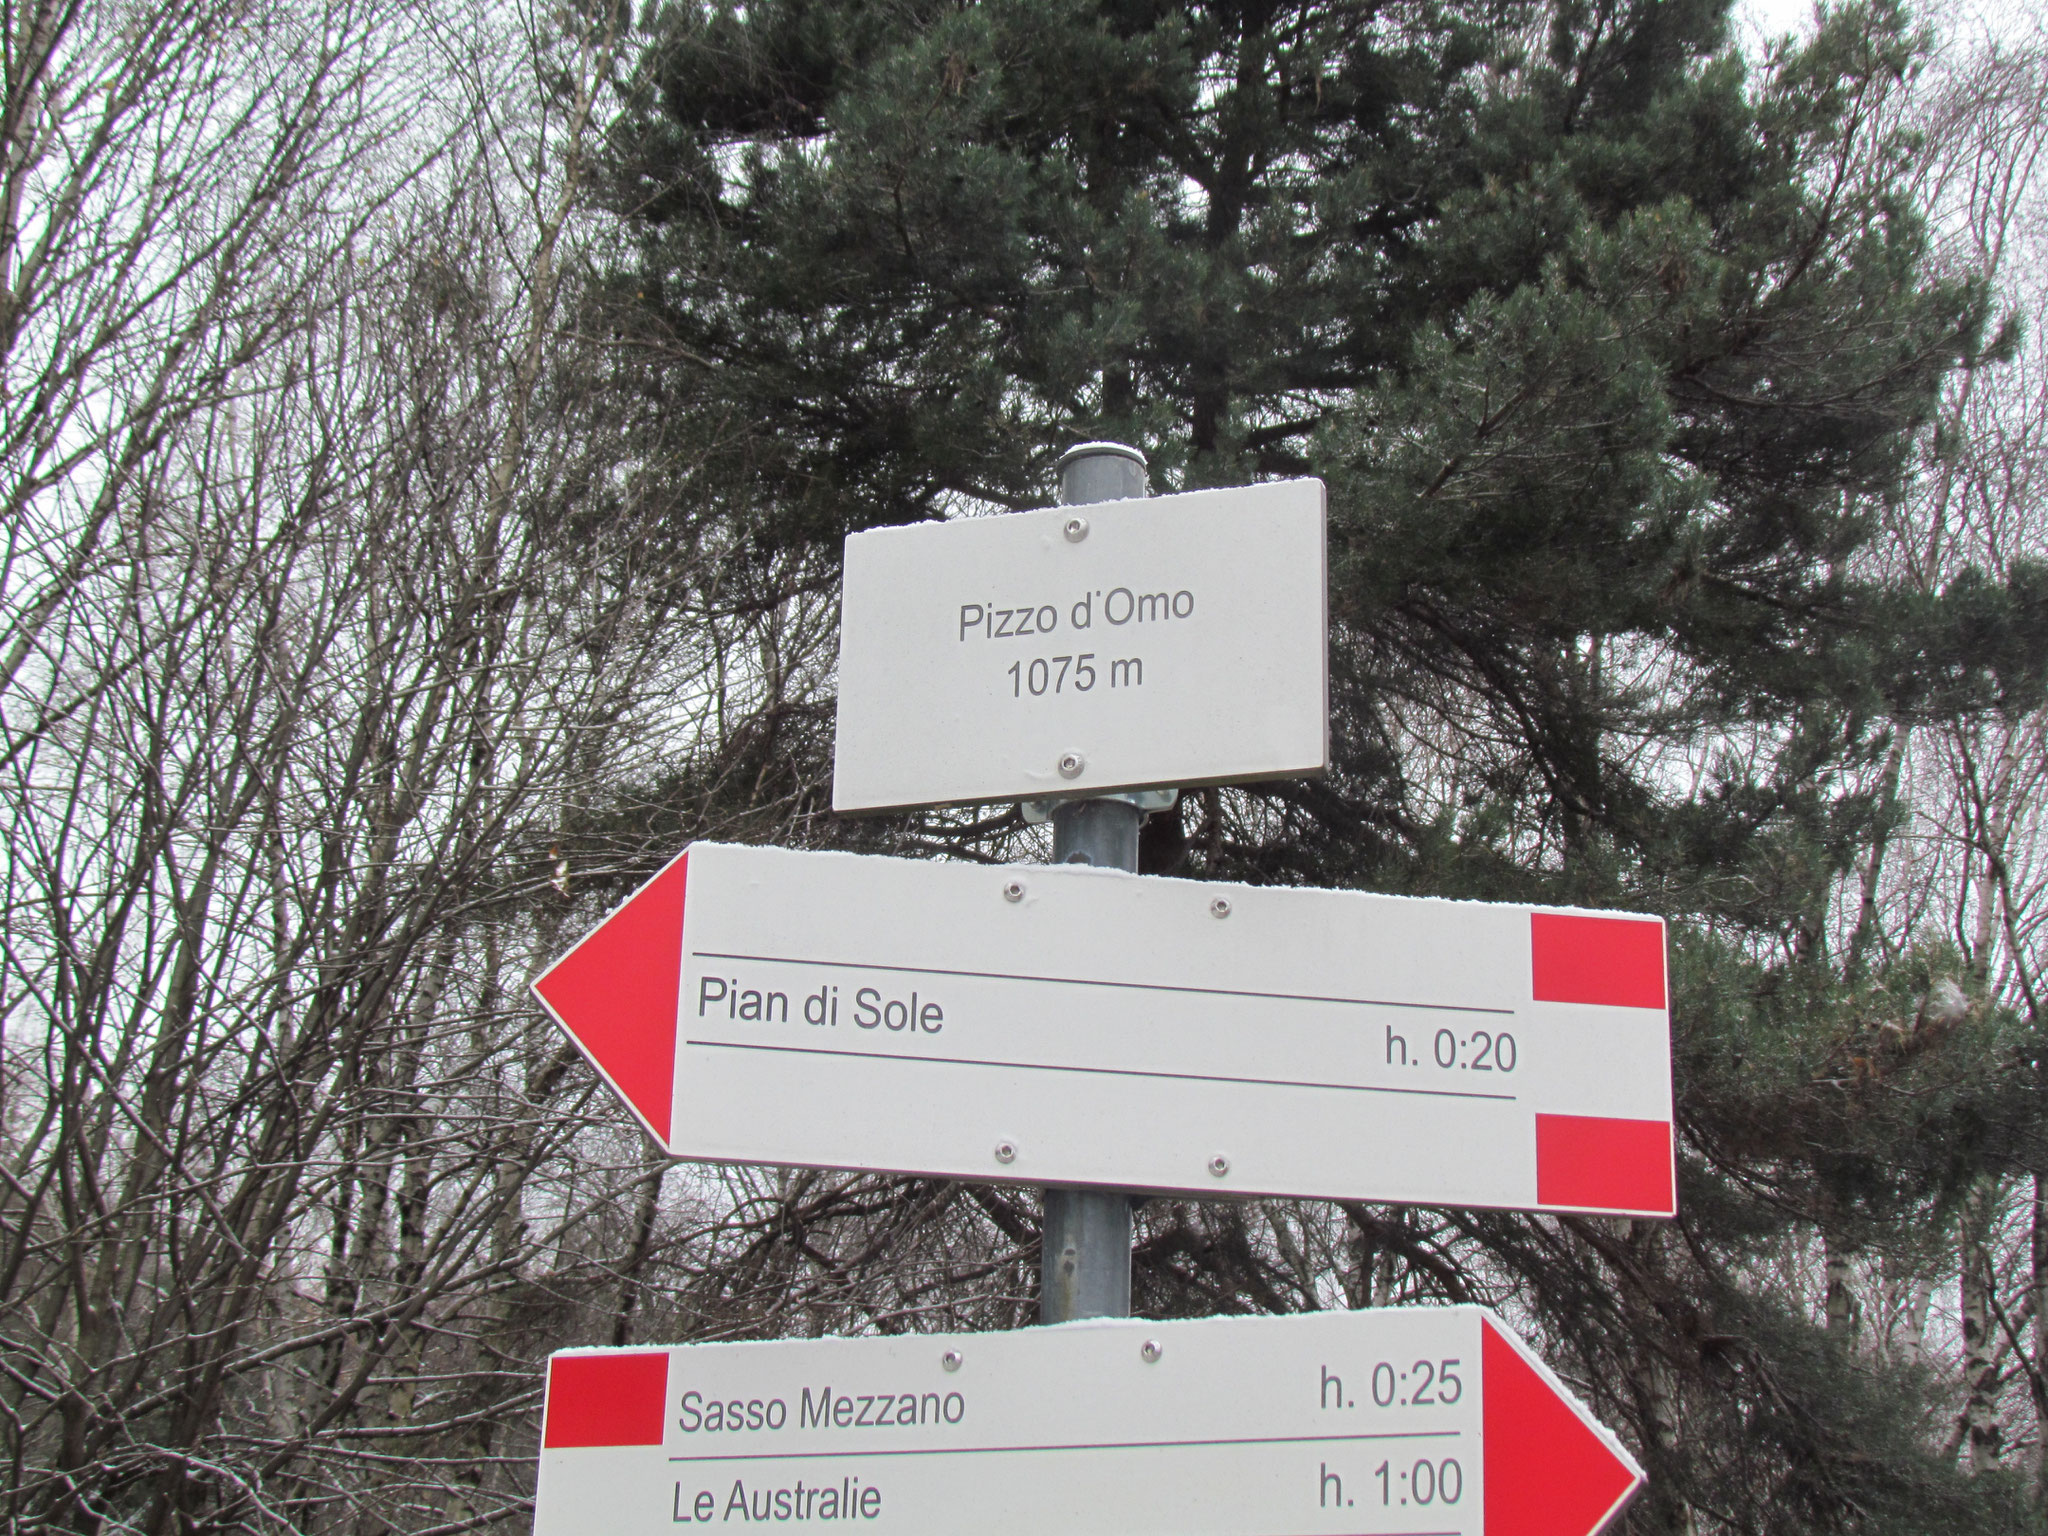 Pizzo d'Omo
1075 m
Pian di Sole h. 0:20
Sasso Mezzano h. 0:25
Le Australie h. 1:00